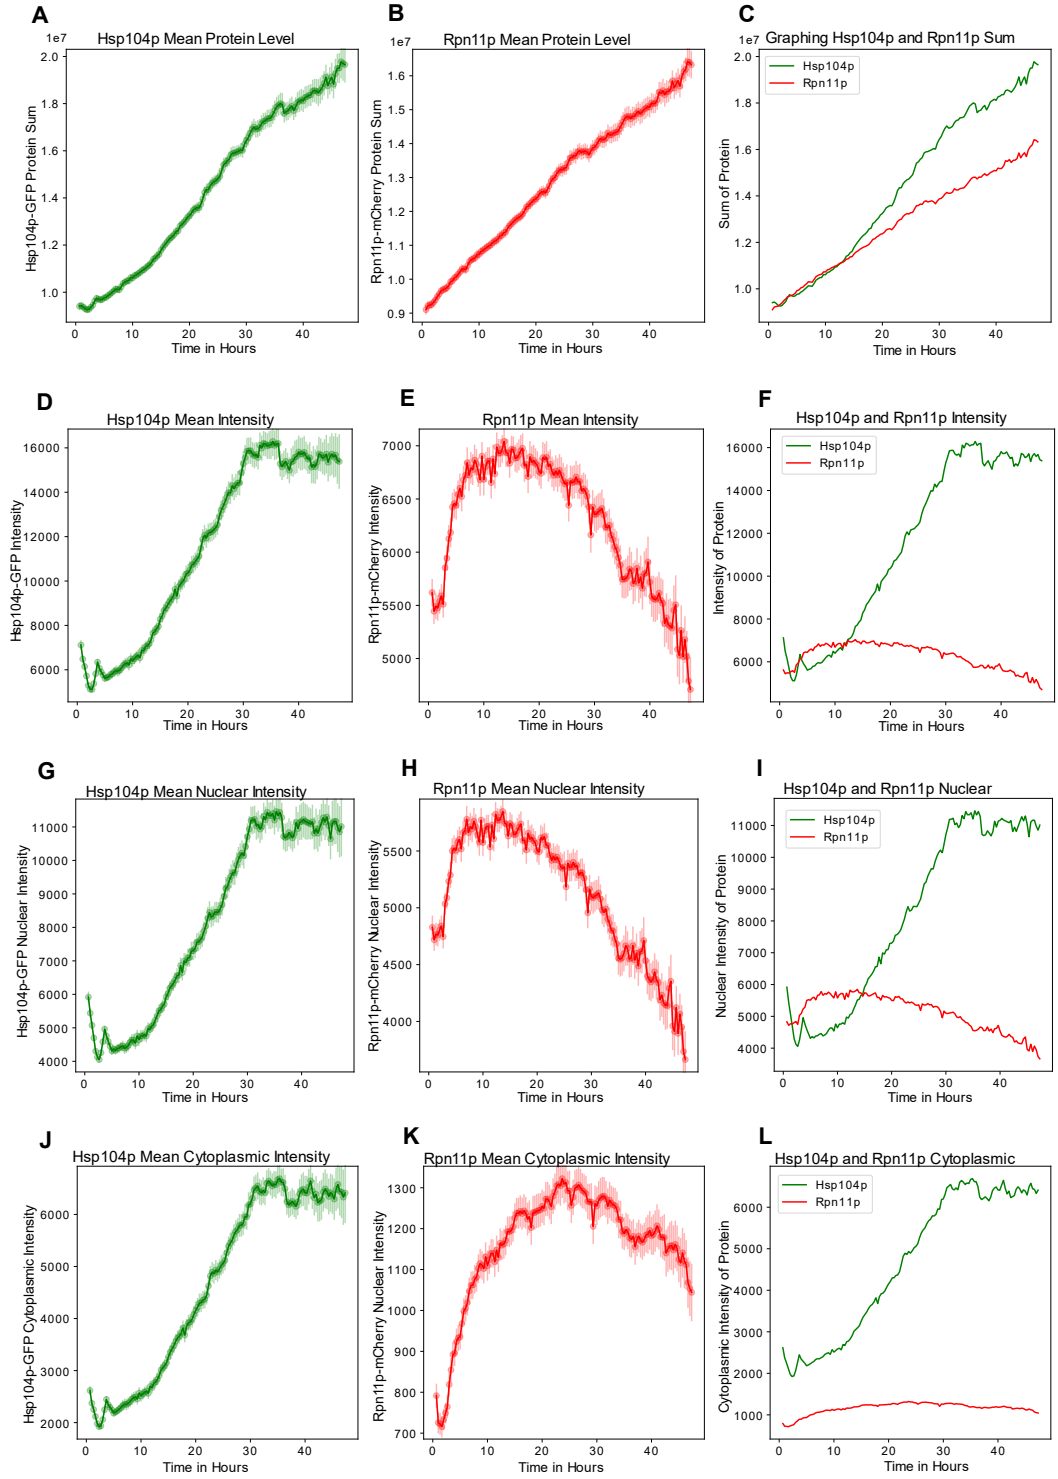 A
Hsp104p Mean Protein Level
1e7
Hsp104p-GFP Protein Sum
2.0
1.8
1.6
1.4
1.2
1.0
0
20
40
Time in Hours
B
Rpn11p Mean Protein Level
1e7
Rpn11p-mCherry Protein Sum
1.6
1.5
1.4
1.3
1.2
1.1
1.0
0.9
0
20
40
Time in Hours
C
Graphing Hsp104p and Rpn11p Sum
1e7
Hsp104p
Rpn11p
Sum of Protein
2.0
1.8
1.6
1.4
1.2
1.0
0
10
20
30
40
Time in Hours
D
Hsp104p Mean Intensity
Hsp104p-GFP Intensity
16000
14000
12000
10000
8000
6000
0
10
20
30
40
Time in Hours
E
Rpn11p Mean Intensity
Rpn11p-mCherry Intensity
7000
6500
6000
5500
5000
0
10
20
30
40
Time in Hours
F
Hsp104p and Rpn11p Intensity
Hsp104p
Rpn11p
Intensity of Protein
16000
14000
12000
10000
8000
6000
0
20
40
Time in Hours
G
Hsp104p Mean Nuclear Intensity
Hsp104p-GFP Nuclear Intensity
11000
10000
9000
8000
7000
6000
5000
4000
0
10
20
30
40
Time in Hours
H
Rpn11p Mean Nuclear Intensity
Rpn11p-mCherry Nuclear Intensity
5500
5000
4500
4000
0
10
20
30
40
Time in Hours
I
Hsp104p and Rpn11p Nuclear
Hsp104p
Rpn11p
Nuclear Intensity of Protein
11000
10000
9000
8000
7000
6000
5000
4000
0
10
20
30
40
Time in Hours
J
Hsp104p Mean Cytoplasmic Intensity
Hsp104p-GFP Cytoplasmic Intensity
6000
5000
4000
3000
2000
0
10
20
30
40
Time in Hours
K
Rpn11p Mean Cytoplasmic Intensity
Rpn11p-mCherry Nuclear Intensity
1300
1200
1100
1000
900
800
700
0
20
40
Time in Hours
L
Hsp104p and Rpn11p Cytoplasmic
Hsp104p
Rpn11p
Cytoplasmic Intensity of Protein
6000
5000
4000
3000
2000
1000
0
20
40
Time in Hours